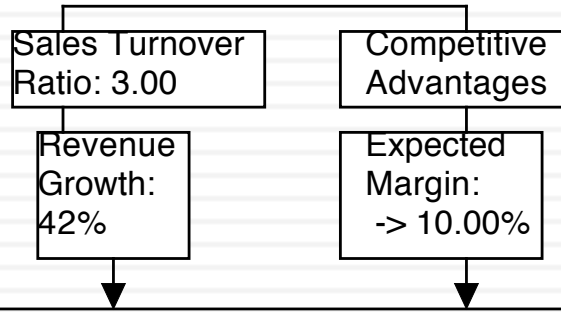 Sales Turnover
Ratio: 3.00
Competitive
Advantages
Revenue
Growth:
42%
Expected
Margin:
-> 10.00%